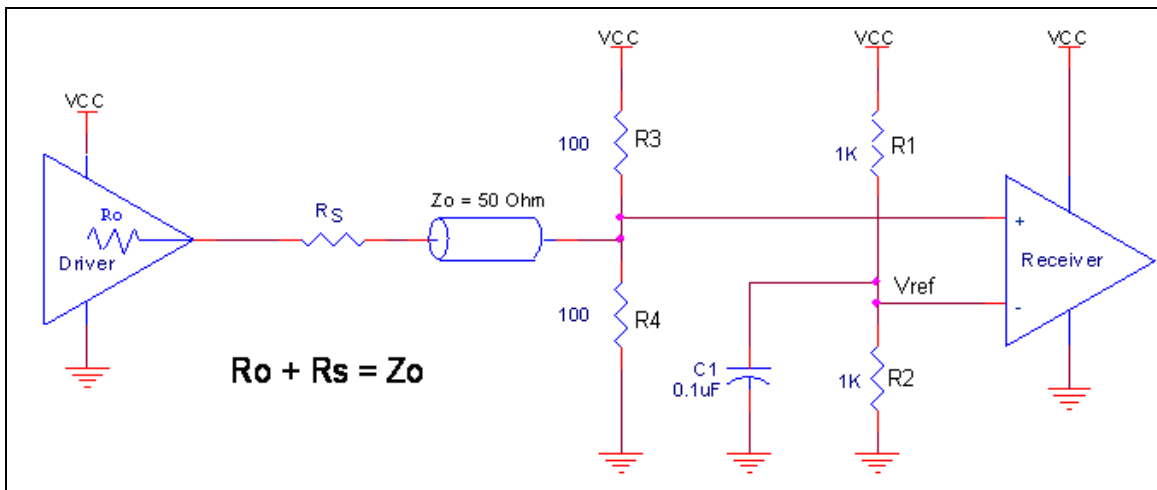 VCC
VCC
VCC
VCC
100
R3
1K
R1
Ro
Driver
RS
Zo = 50 Ohm
+
Receiver
-
Vref
100
R4
Ro + Rs = Zo
C1
0.1uF
1K
R2